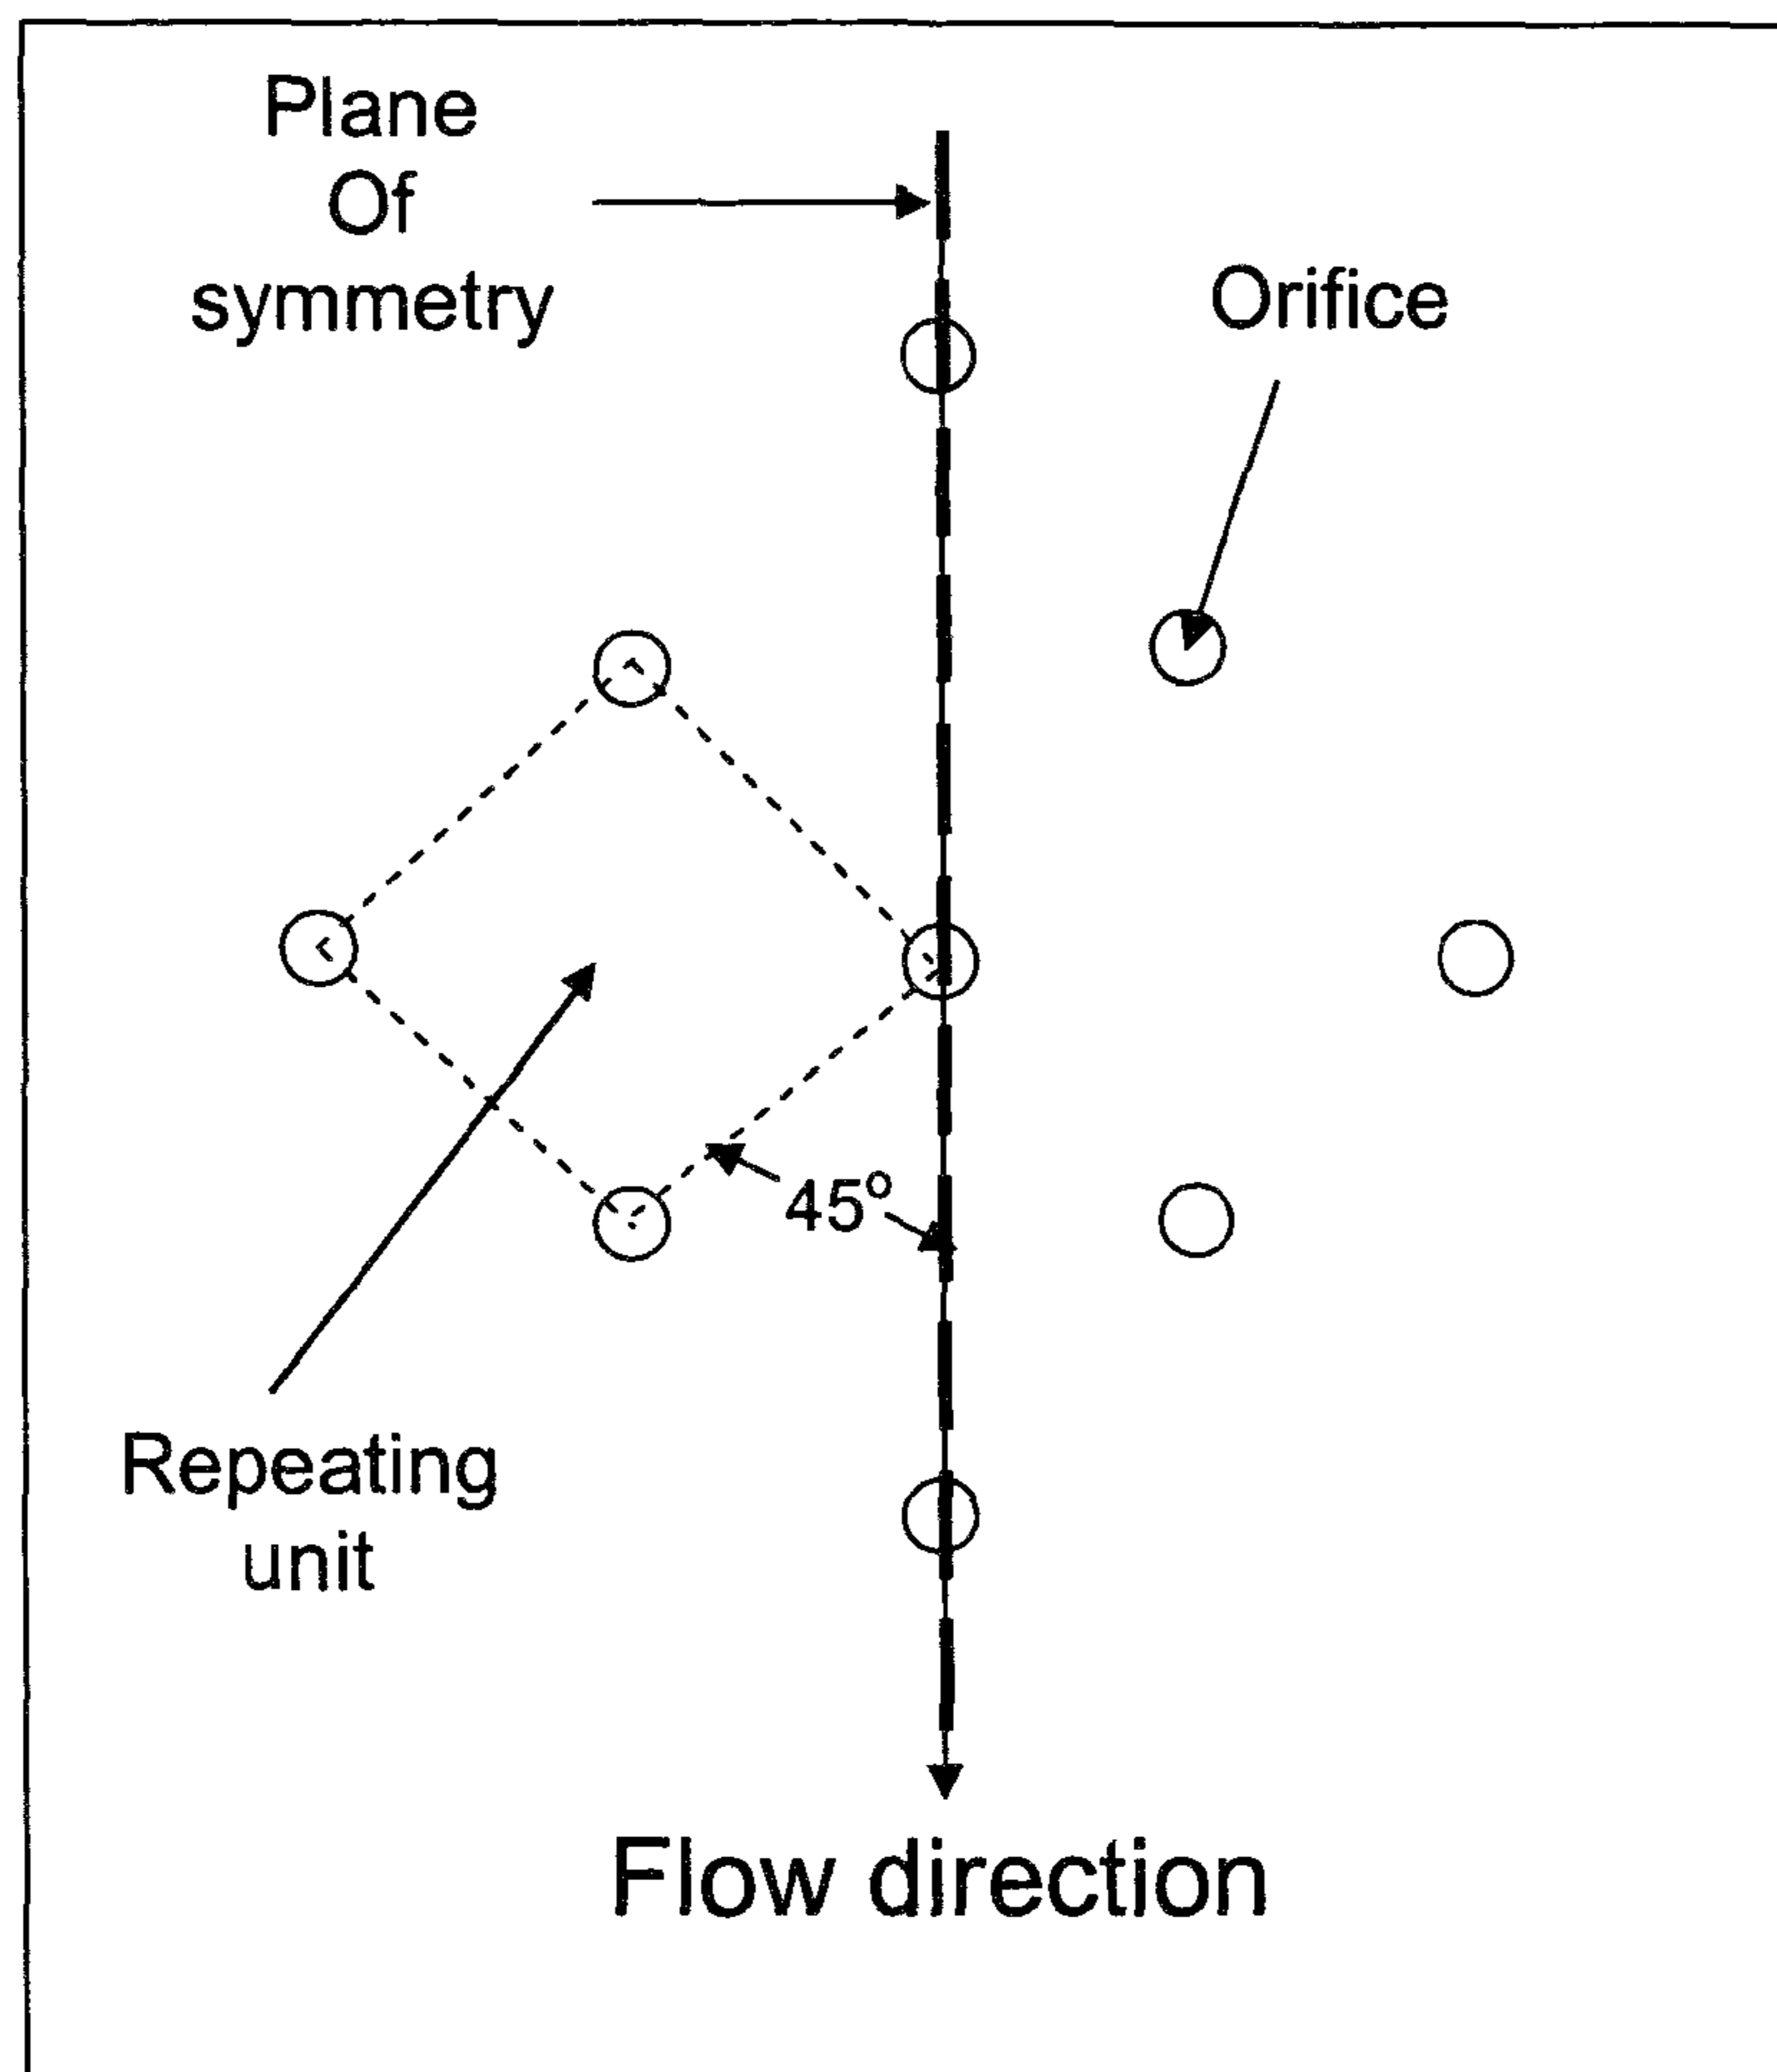 Plane
Of
symmetry
Orifice
45°
Repeating
unit
Flow direction